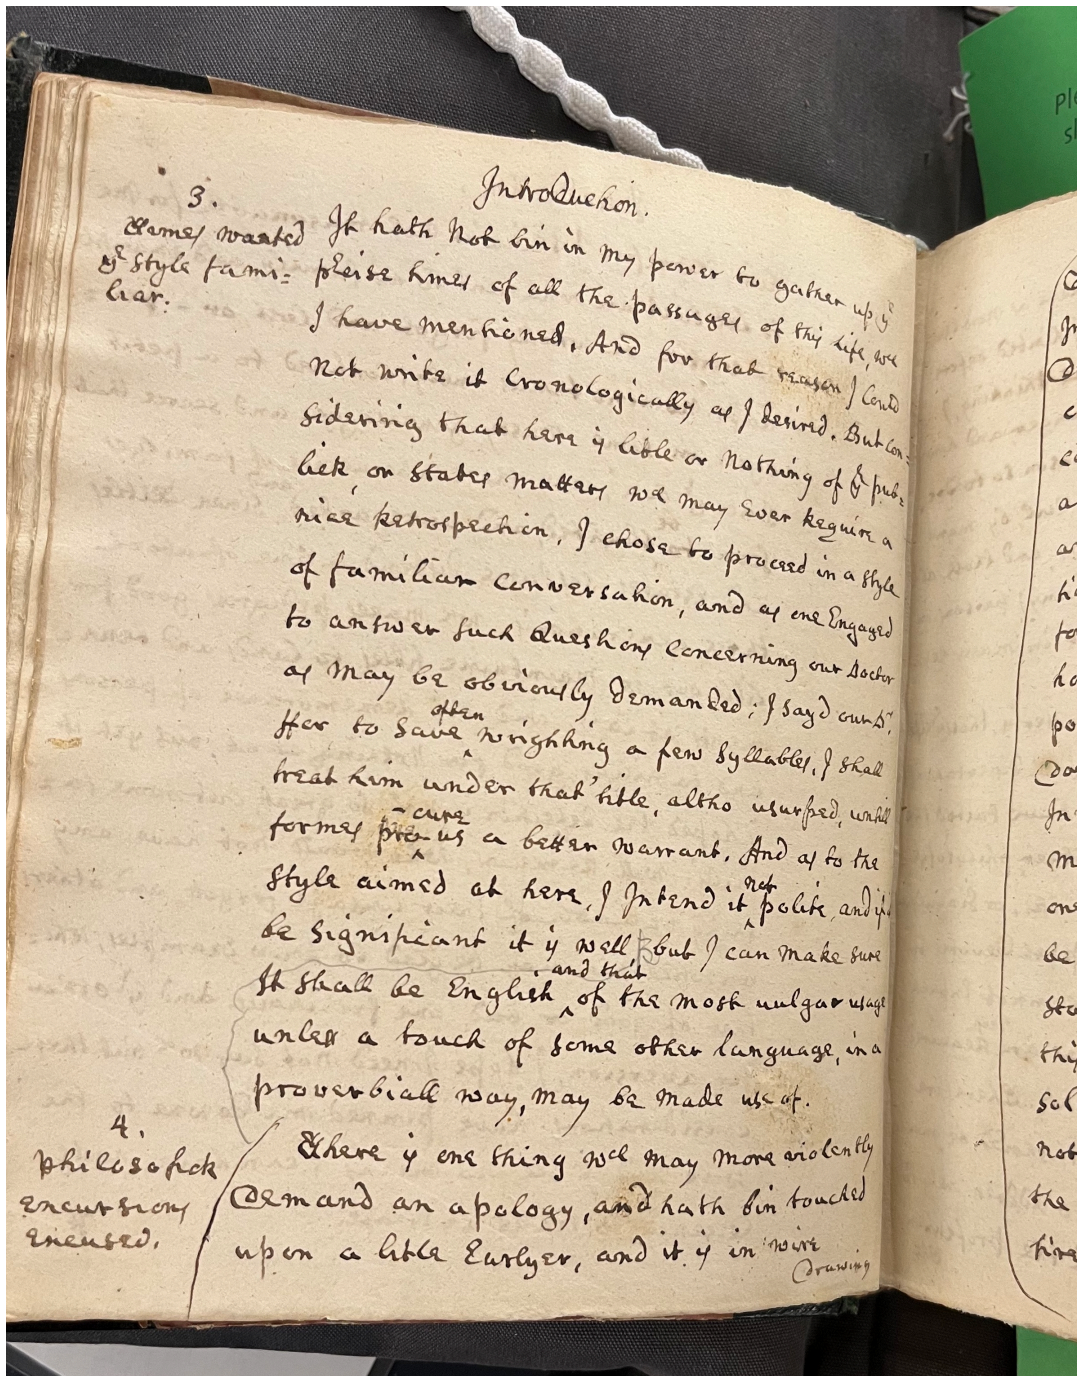 Introduction.
3.
Times wanted
yᵉ Style fami=
liar:
It hath Not bin in my power to gather up yᵉ
preise times of all the passages of this life, wᶜʰ
I have mentioned, And for that reason I Could
Not write it Cronologically as I desired. But con=
sidering that here is litle or Nothing of yᵉ pub=
lick, or States matters wᶜʰ may Ever Require a
nice Retrospection, I chose to proceed in a style
of familiar Conversation, and as one Engaged
to answer such Questions Concerning our Doctor
as may be obviously demanded; I say'd our Dʳ.
ffor to save ^often wrighting a few syllables, I shall
treat him under that title, altho usurped, untill
formes pro-cure us a better warrant. And as to the
style aimed at here, I Intend it ^not polite, and if it
be significant it is well but I can make sure
It shall be English ^and that of the most vulgar usage
unless a touch of some other language, in a
proverbiall way, may be made use of.
4.
philosofick
excursions
excused.
There is one thing wᶜʰ may more violently
Demand an apology, and hath bin touched
upon a litle Earlyer, and it is in wire
drawing